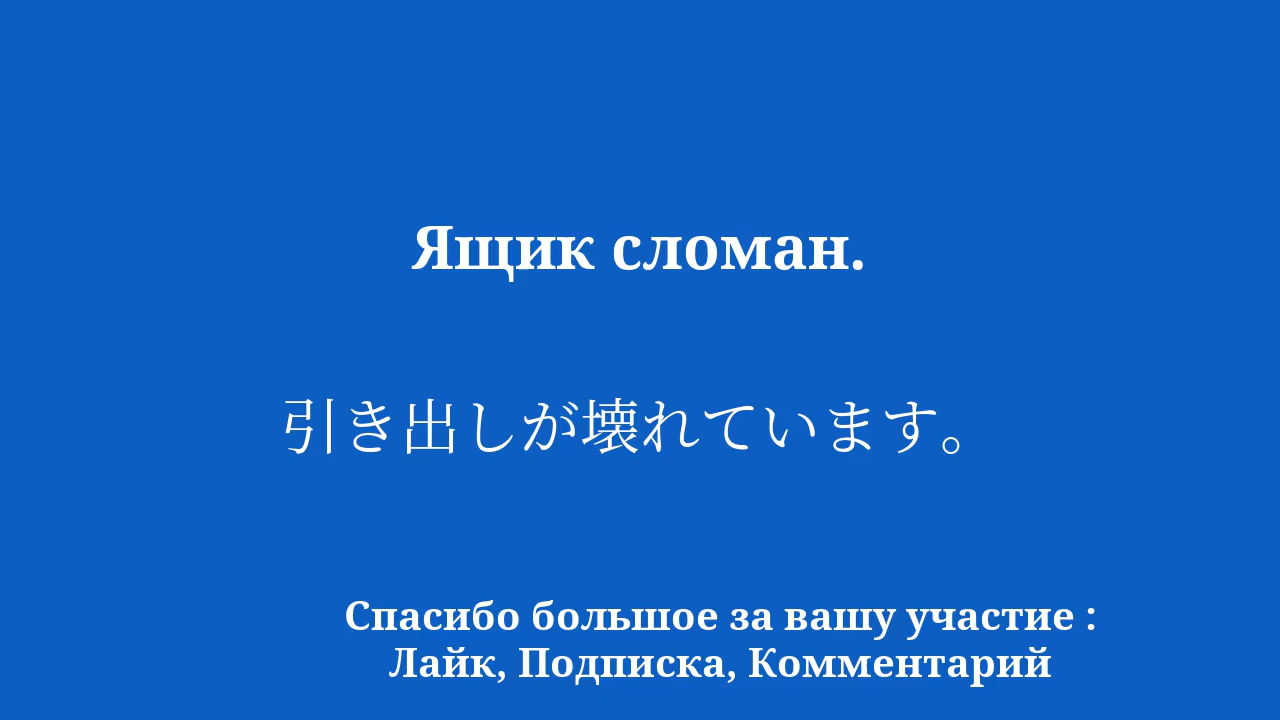 Ящик сломан.
引き出しが壊れています。
Спасибо большое за вашу участие :
Лайк, Подписка, Комментарий